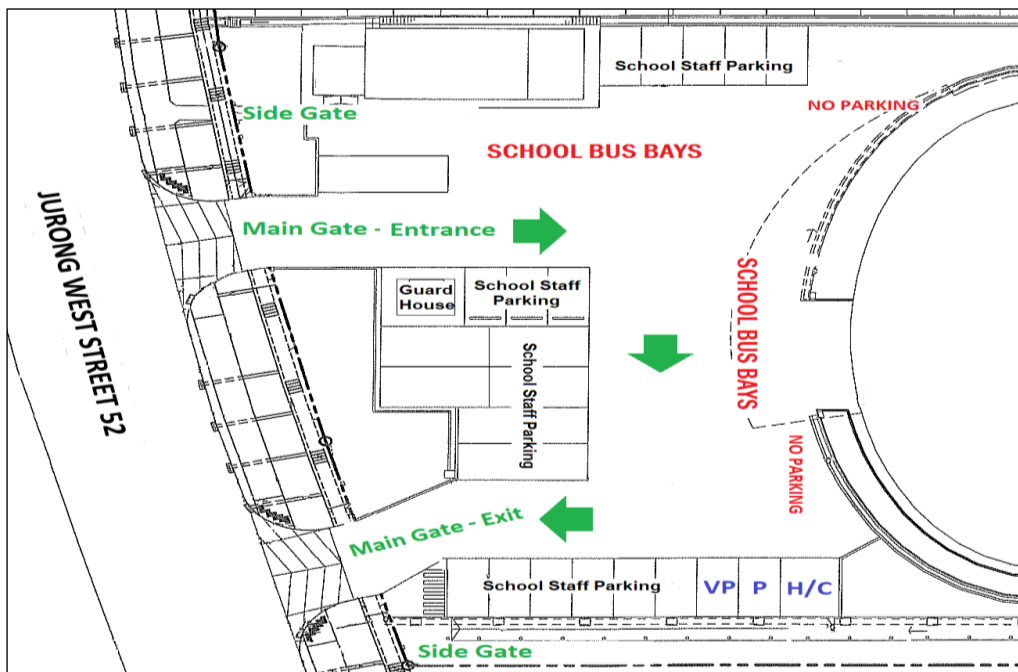 School Staff Parking
NO PARKING
Side Gate
SCHOOL BUS BAYS
JURONG WEST STREET 52
Main Gate - Entrance
Guard
House
School Staff
Parking
SCHOOL BUS BAYS
School Staff Parking
NO PARKING
Main Gate - Exit
School Staff Parking
VP
P
H/C
Side Gate